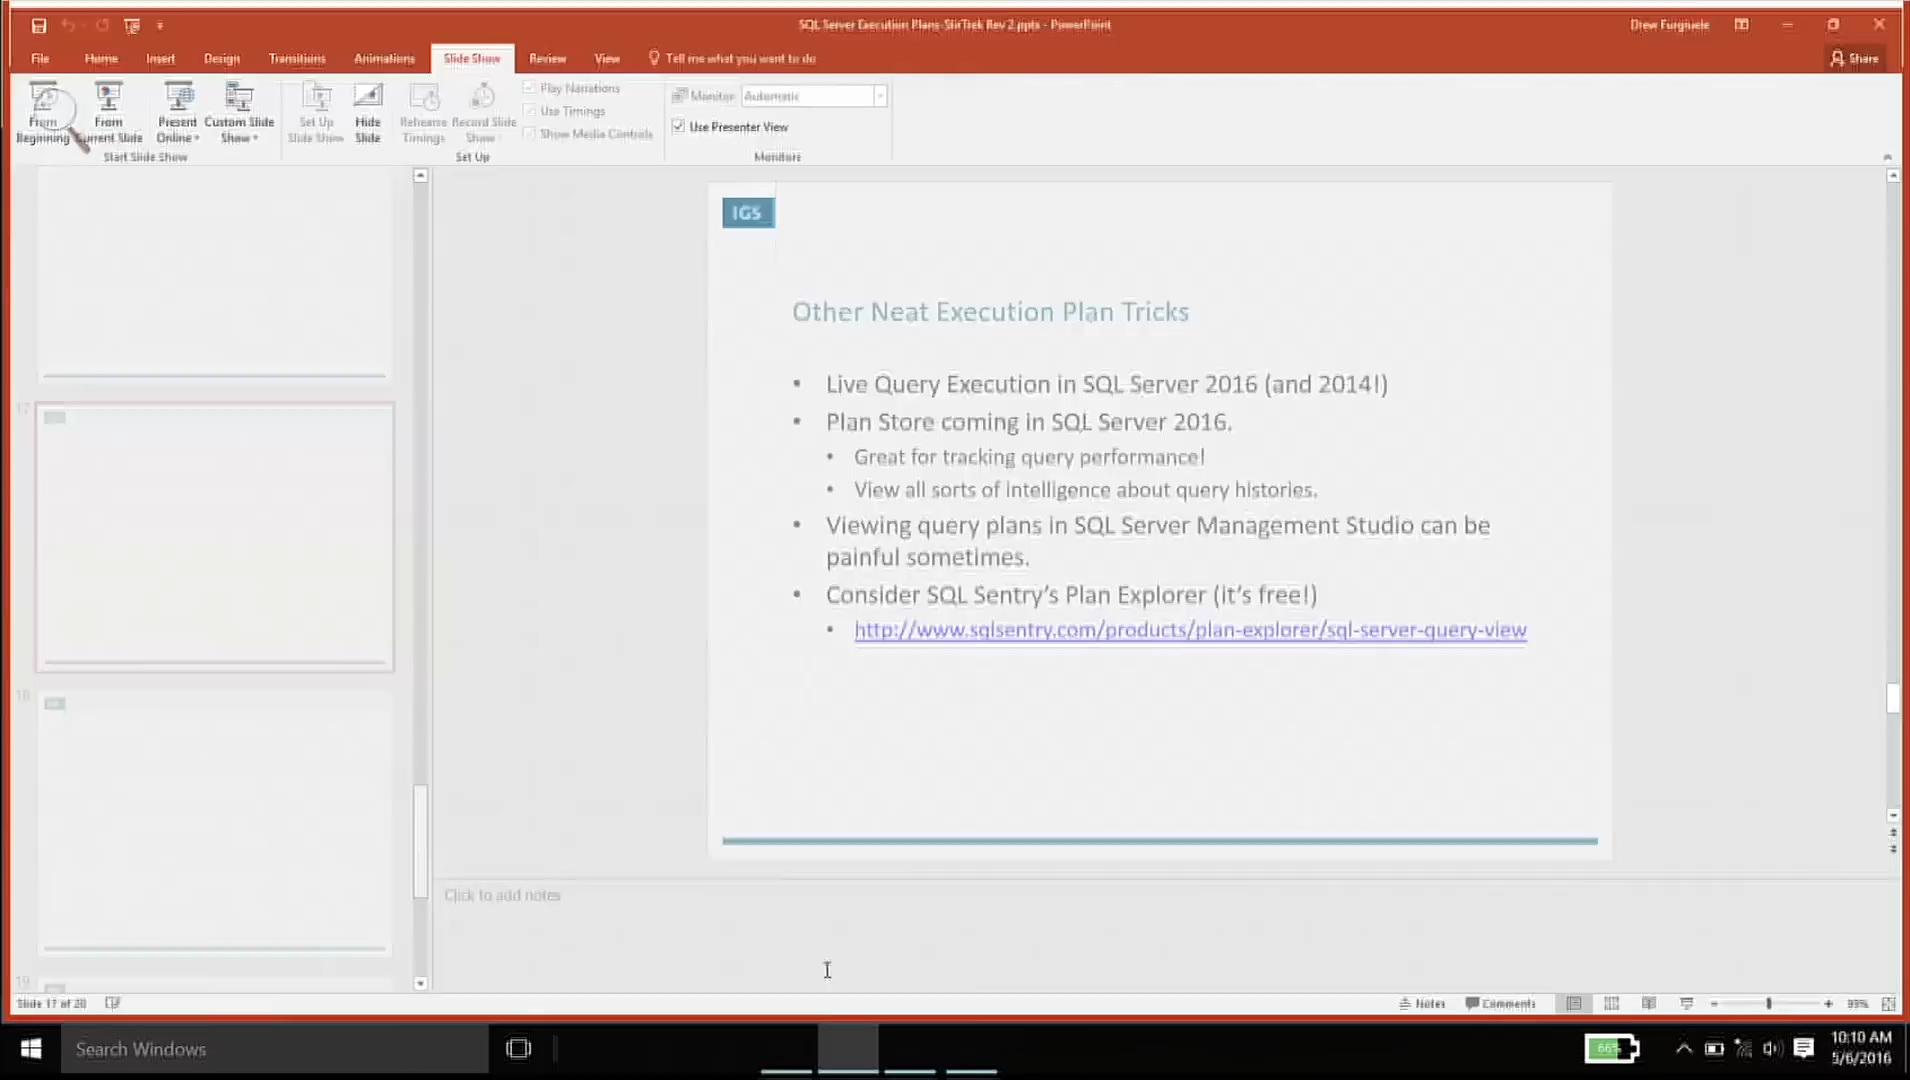 SQL Server Execution Plans-StirTrek Rev 2.pptx - PowerPoint
Drew Furgiuele
File Home Insert Design Transitions Animations Slide Show Review View Tell me what you want to do
Share
From Beginning
From Current Slide
Present Online
Custom Slide Show
Set Up Slide Show
Hide Slide
Rehearse Timings
Record Slide Show
Play Narrations
Use Timings
Show Media Controls
Monitor Automatic
Use Presenter View
Start Slide Show
Set Up
Monitors
17
18
19
IGS
Other Neat Execution Plan Tricks
• Live Query Execution in SQL Server 2016 (and 2014!)
• Plan Store coming in SQL Server 2016.
• Great for tracking query performance!
• View all sorts of intelligence about query histories.
• Viewing query plans in SQL Server Management Studio can be
painful sometimes.
• Consider SQL Sentry’s Plan Explorer (it’s free!)
• http://www.sqlsentry.com/products/plan-explorer/sql-server-query-view
Click to add notes
Slide 17 of 20
Notes Comments 99%
Search Windows
66%
10:10 AM
5/6/2016